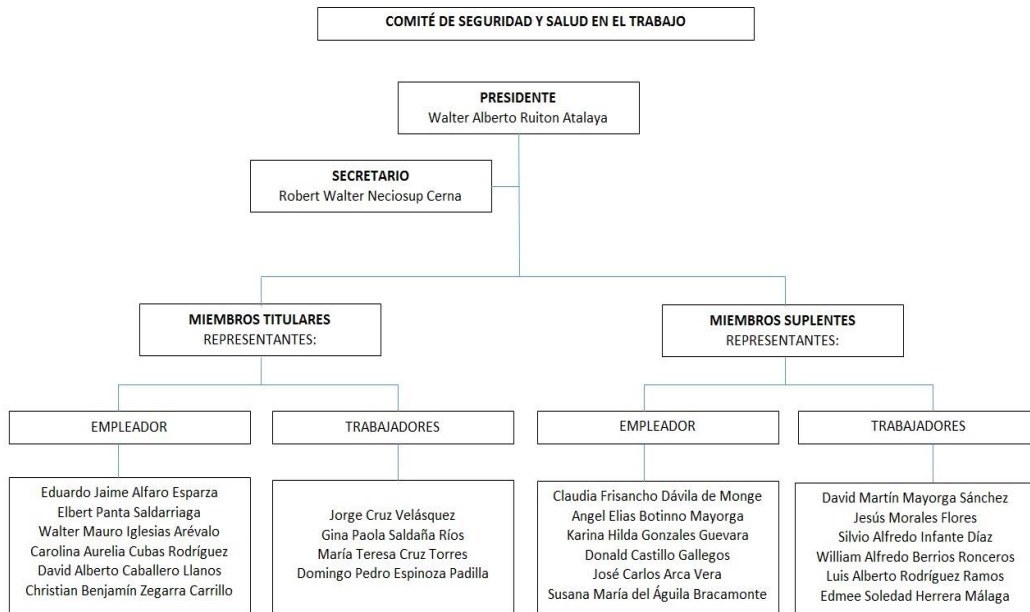 COMITÉ DE SEGURIDAD Y SALUD EN EL TRABAJO
PRESIDENTE
Walter Alberto Ruiton Atalaya
SECRETARIO
Robert Walter Neciosup Cerna
MIEMBROS TITULARES
REPRESENTANTES:
MIEMBROS SUPLENTES
REPRESENTANTES:
EMPLEADOR
TRABAJADORES
EMPLEADOR
TRABAJADORES
Eduardo Jaime Alfaro Esparza
Elbert Panta Saldarriaga
Walter Mauro Iglesias Arévalo
Carolina Aurelia Cubas Rodríguez
David Alberto Caballero Llanos
Christian Benjamín Zegarra Carrillo
Jorge Cruz Velásquez
Gina Paola Saldaña Ríos
María Teresa Cruz Torres
Domingo Pedro Espinoza Padilla
Claudia Frisancho Dávila de Monge
Angel Elias Botinno Mayorga
Karina Hilda Gonzales Guevara
Donald Castillo Gallegos
José Carlos Arca Vera
Susana María del Águila Bracamonte
David Martín Mayorga Sánchez
Jesús Morales Flores
Silvio Alfredo Infante Díaz
William Alfredo Berrios Ronceros
Luis Alberto Rodríguez Ramos
Edmee Soledad Herrera Málaga